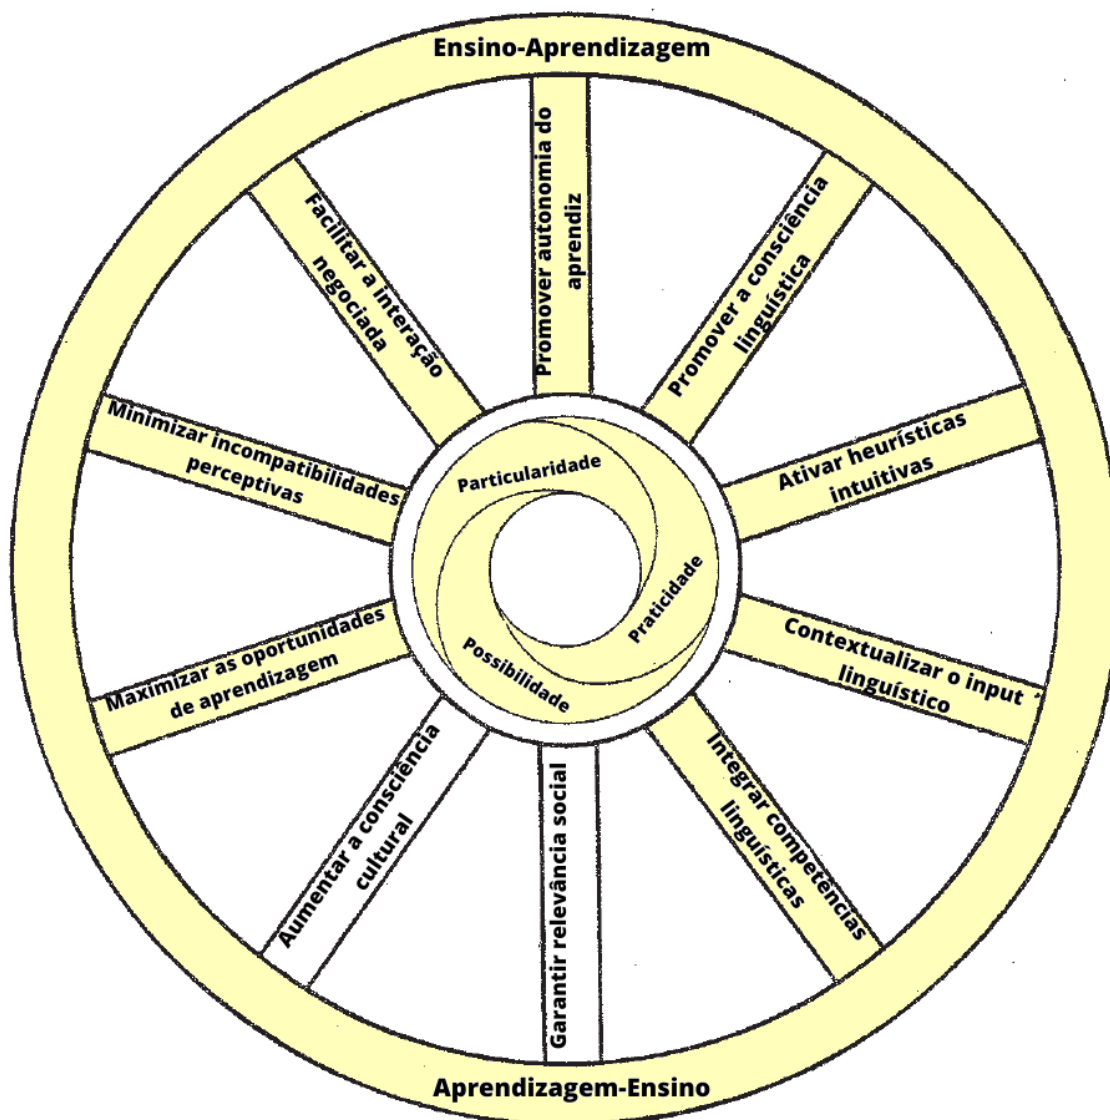 Ensino-Aprendizagem
Promover autonomia do
aprendiz
Promover a consciência
linguística
Ativar heurísticas
intuitivas
Contextualizar o input
linguístico
Integrar competências
linguísticas
Garantir relevância social
Aumentar a consciência
cultural
Maximizar as oportunidades
de aprendizagem
Minimizar incompatibilidades
perceptivas
Facilitar a interação
negociada
Particularidade
Praticidade
Possibilidade
Aprendizagem-Ensino